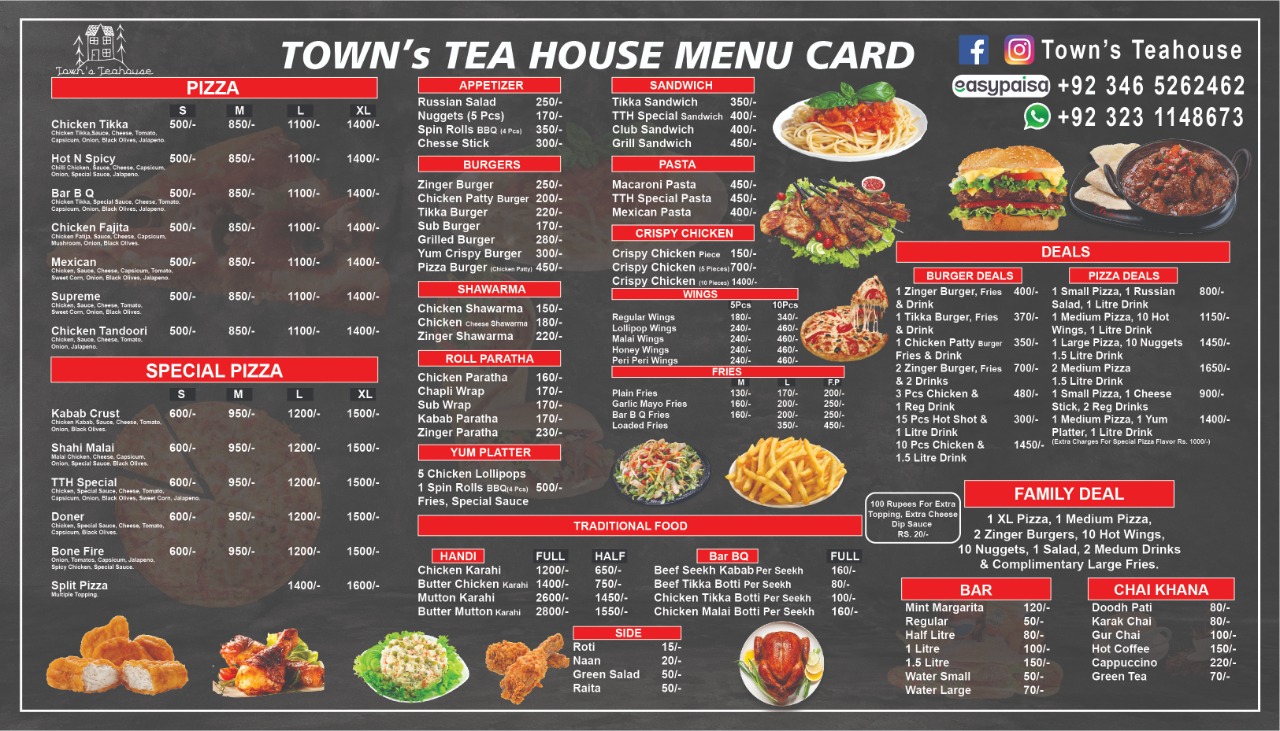 Town's Teahouse
TOWN's TEA HOUSE MENU CARD
Town's Teahouse
easypaisa +92 346 5262462
+92 323 1148673
PIZZA
S M L XL
Chicken Tikka 500/- 850/- 1100/- 1400/-
Chicken Tikka,Sauce, Cheese, Tomato,
Capsicum, Onion, Black Olives, Jalapeno.
Hot N Spicy 500/- 850/- 1100/- 1400/-
Chilli Chicken, Sauce, Cheese, Capsicum,
Onion, Special Sauce, Jalapeno.
Bar B Q 500/- 850/- 1100/- 1400/-
Chicken Tikka, Special Sauce, Cheese, Tomato,
Capsicum, Onion, Black Olives, Jalapeno.
Chicken Fajita 500/- 850/- 1100/- 1400/-
Chicken Fatija, Sauce, Cheese, Capsicum,
Mushroom, Onion, Black Olives.
Mexican 500/- 850/- 1100/- 1400/-
Chicken, Sauce, Cheese, Capsicum, Tomato,
Sweet Corn, Onion, Black Olives, Jalapeno.
Supreme 500/- 850/- 1100/- 1400/-
Chicken, Sauce, Cheese, Tomato,
Sweet Corn, Onion, Black Olives.
Chicken Tandoori 500/- 850/- 1100/- 1400/-
Chicken, Sauce, Cheese, Tomato,
Onion, Jalapeno.
SPECIAL PIZZA
S M L XL
Kabab Crust 600/- 950/- 1200/- 1500/-
Chicken Kabab, Sauce, Cheese, Tomato,
Onion, Black Olives.
Shahi Malai 600/- 950/- 1200/- 1500/-
Malai Chicken, Cheese, Capsicum,
Onion, Special Sauce, Black Olives.
TTH Special 600/- 950/- 1200/- 1500/-
Chicken, Special Sauce, Cheese, Tomato,
Capsicum, Onion, Black Olives, Sweet Corn, Jalapeno.
Doner 600/- 950/- 1200/- 1500/-
Chicken, Special Sauce, Cheese, Tomato,
Capsicum, Black Olives.
Bone Fire 600/- 950/- 1200/- 1500/-
Onion, Tomatos, Capsicum, Jalapeno,
Spicy Chicken, Special Sauce.
Split Pizza 1400/- 1600/-
Multiple Topping.
APPETIZER
Russian Salad 250/-
Nuggets (5 Pcs) 170/-
Spin Rolls BBQ (4 Pcs) 350/-
Chesse Stick 300/-
BURGERS
Zinger Burger 250/-
Chicken Patty Burger 200/-
Tikka Burger 220/-
Sub Burger 170/-
Grilled Burger 280/-
Yum Crispy Burger 300/-
Pizza Burger (Chicken Patty) 450/-
SHAWARMA
Chicken Shawarma 150/-
Chicken Cheese Shawarma 180/-
Zinger Shawarma 220/-
ROLL PARATHA
Chicken Paratha 160/-
Chapli Wrap 170/-
Sub Wrap 170/-
Kabab Paratha 170/-
Zinger Paratha 230/-
YUM PLATTER
5 Chicken Lollipops
1 Spin Rolls BBQ(4 Pcs) 500/-
Fries, Special Sauce
SANDWICH
Tikka Sandwich 350/-
TTH Special Sandwich 400/-
Club Sandwich 400/-
Grill Sandwich 450/-
PASTA
Macaroni Pasta 450/-
TTH Special Pasta 450/-
Mexican Pasta 400/-
CRISPY CHICKEN
Crispy Chicken Piece 150/-
Crispy Chicken (5 Pieces) 700/-
Crispy Chicken (10 Pieces) 1400/-
WINGS
5Pcs 10Pcs
Regular Wings 180/- 340/-
Lollipop Wings 240/- 460/-
Malai Wings 240/- 460/-
Honey Wings 240/- 460/-
Peri Peri Wings 240/- 460/-
FRIES
M L F.P
Plain Fries 130/- 170/- 200/-
Garlic Mayo Fries 160/- 200/- 250/-
Bar B Q Fries 160/- 200/- 250/-
Loaded Fries 350/- 450/-
TRADITIONAL FOOD
HANDI FULL HALF
Chicken Karahi 1200/- 650/-
Butter Chicken Karahi 1400/- 750/-
Mutton Karahi 2600/- 1450/-
Butter Mutton Karahi 2800/- 1550/-
Bar BQ FULL
Beef Seekh Kabab Per Seekh 160/-
Beef Tikka Botti Per Seekh 80/-
Chicken Tikka Botti Per Seekh 100/-
Chicken Malai Botti Per Seekh 160/-
SIDE
Roti 15/-
Naan 20/-
Green Salad 50/-
Raita 50/-
DEALS
BURGER DEALS
1 Zinger Burger, Fries 400/-
& Drink
1 Tikka Burger, Fries 370/-
& Drink
1 Chicken Patty Burger 350/-
Fries & Drink
2 Zinger Burger, Fries 700/-
& 2 Drinks
3 Pcs Chicken & 480/-
1 Reg Drink
15 Pcs Hot Shot & 300/-
1 Litre Drink
10 Pcs Chicken & 1450/-
1.5 Litre Drink
PIZZA DEALS
1 Small Pizza, 1 Russian 800/-
Salad, 1 Litre Drink
1 Medium Pizza, 10 Hot 1150/-
Wings, 1 Litre Drink
1 Large Pizza, 10 Nuggets 1450/-
1.5 Litre Drink
2 Medium Pizza 1650/-
1.5 Litre Drink
1 Small Pizza, 1 Cheese 900/-
Stick, 2 Reg Drinks
1 Medium Pizza, 1 Yum 1400/-
Platter, 1 Litre Drink
(Extra Charges For Special Pizza Flavor Rs. 1000/-)
100 Rupees For Extra
Topping, Extra Cheese
Dip Sauce
RS. 20/-
FAMILY DEAL
1 XL Pizza, 1 Medium Pizza,
2 Zinger Burgers, 10 Hot Wings,
10 Nuggets, 1 Salad, 2 Medum Drinks
& Complimentary Large Fries.
BAR
Mint Margarita 120/-
Regular 50/-
Half Litre 80/-
1 Litre 100/-
1.5 Litre 150/-
Water Small 50/-
Water Large 70/-
CHAI KHANA
Doodh Pati 80/-
Karak Chai 80/-
Gur Chai 100/-
Hot Coffee 150/-
Cappuccino 220/-
Green Tea 70/-